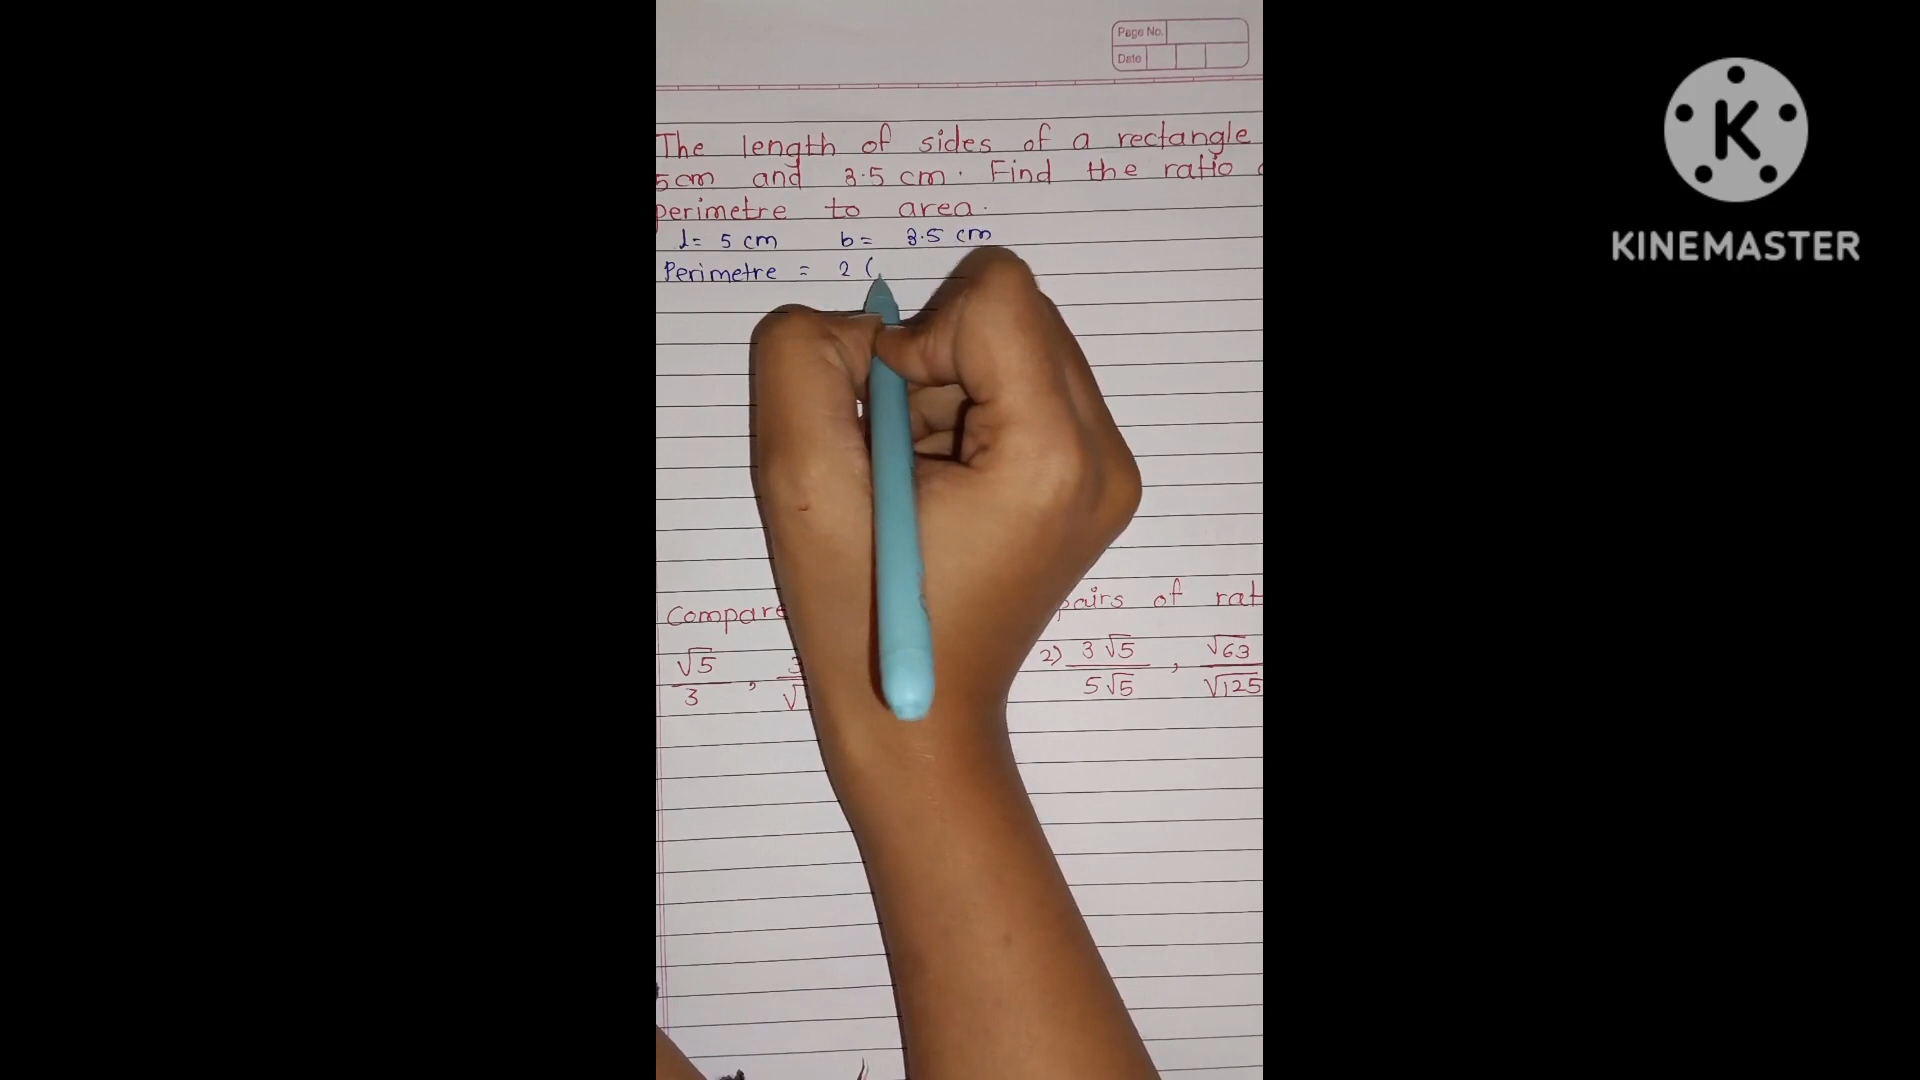 Page No.
Date
The length of sides of a rectangle
5cm and 3.5 cm. Find the ratio
perimetre to area.
l= 5 cm b= 3.5 cm
Perimetre = 2 (
Compare pairs of rat
√5/3 , 3/√ 2) 3√5/5√5 , √63/√125
K
KINEMASTER